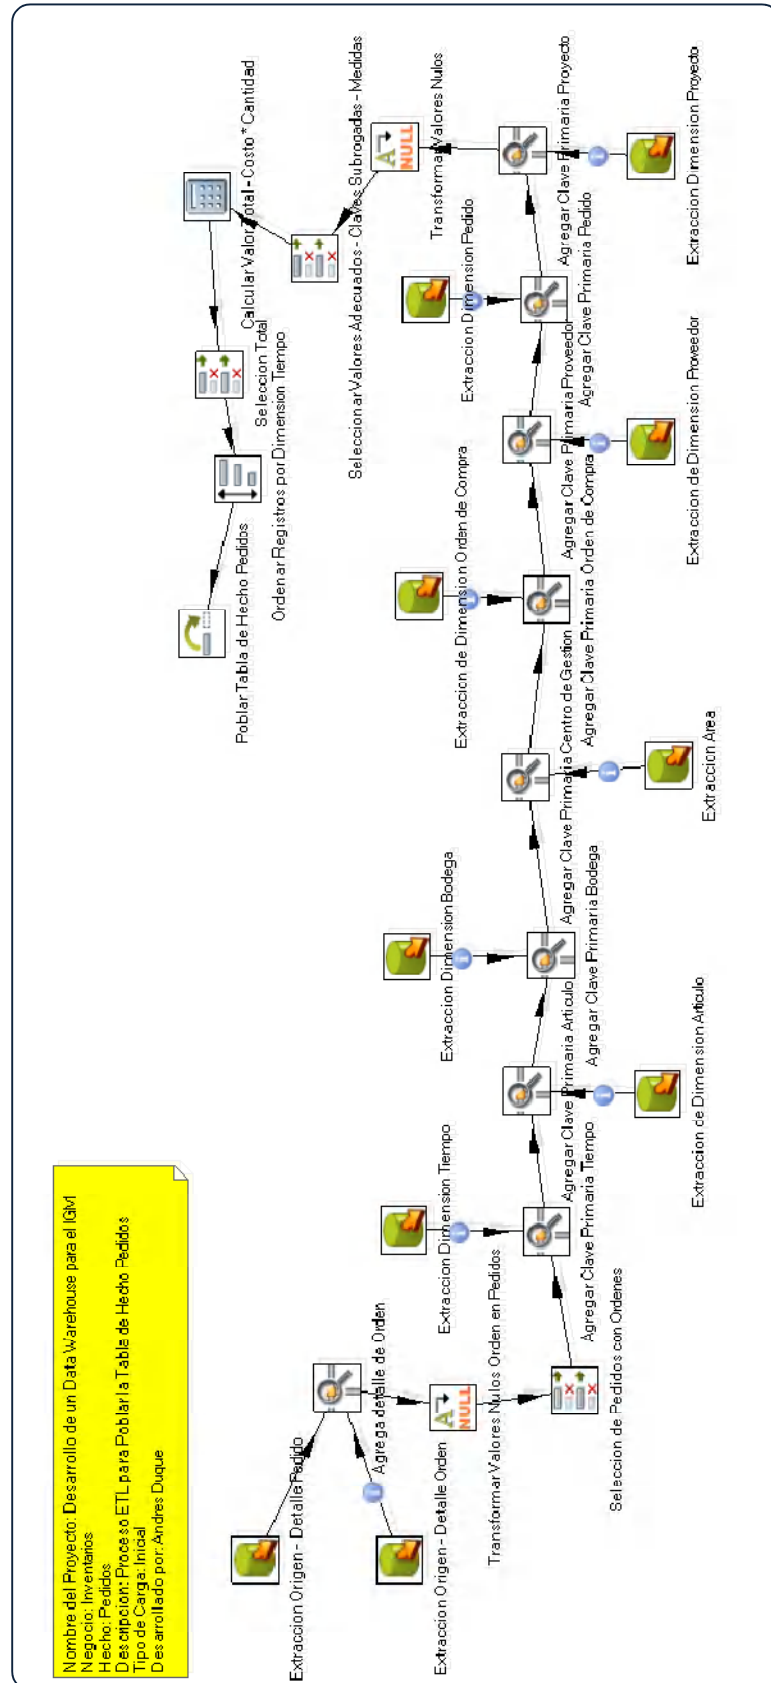 Nombre del Proyecto: Desarrollo de un Data Warehouse para el IGM
Negocio: Inventarios
Hecho: Pedidos
Descripcion: Proceso ETL para Poblar la Table de Hecho Pedidos
Tipo de Carga: Inicial
Desarrollado por: Andres Duque
Extraccion Origen - Detalle Pedido
Agrega detalle de Orden
Extraccion Origen - Detalle Orden
Transformar Valores Nulos Orden en Pedidos
NULL
Seleccion de Pedidos con Ordenes
Extraccion Dimension Tiempo
Agregar Clave Primaria Tiempo
Agregar Clave Primaria Articulo
Extraccion de Dimension Articulo
Extraccion Dimension Bodega
Agregar Clave Primaria Bodega
Agregar Clave Primaria Centro de Gestion
Extraccion Area
Extraccion de Dimension Orden de Compra
Agregar Clave Primaria Orden de Compra
Agregar Clave Primaria Proveedor
Extraccion de Dimension Proveedor
Extraccion Dimension Pedido
Agregar Clave Primaria Pedido
Agregar Clave Primaria Proyecto
Extraccion Dimension Proyecto
Transformar Valores Nulos
NULL
Seleccionar Valores Adecuados - Claves Subrogadas - Medidas
Calcular Valor Total - Costo * Cantidad
Seleccion Total
Ordenar Registros por Dimension Tiempo
Poblar Tabla de Hecho Pedidos